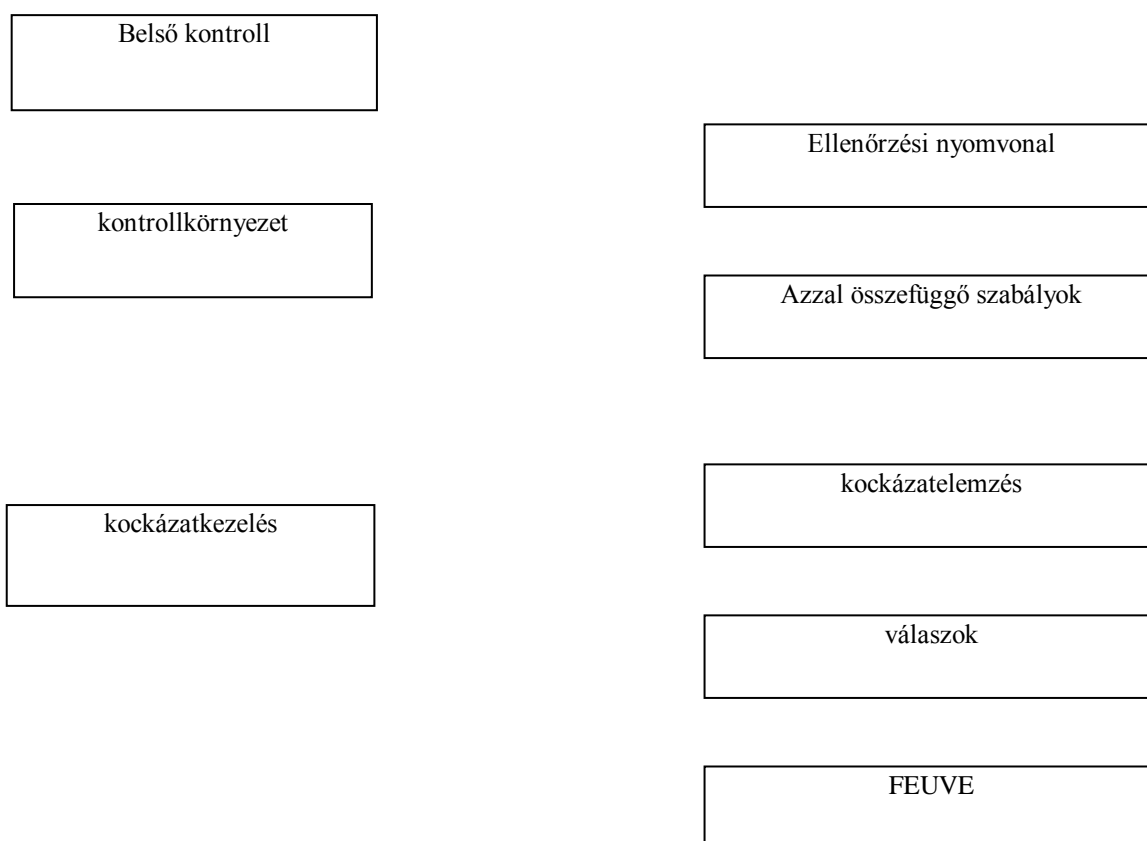 Belső kontroll
Ellenőrzési nyomvonal
kontrollkörnyezet
Azzal összefüggő szabályok
kockázatelemzés
kockázatkezelés
válaszok
FEUVE